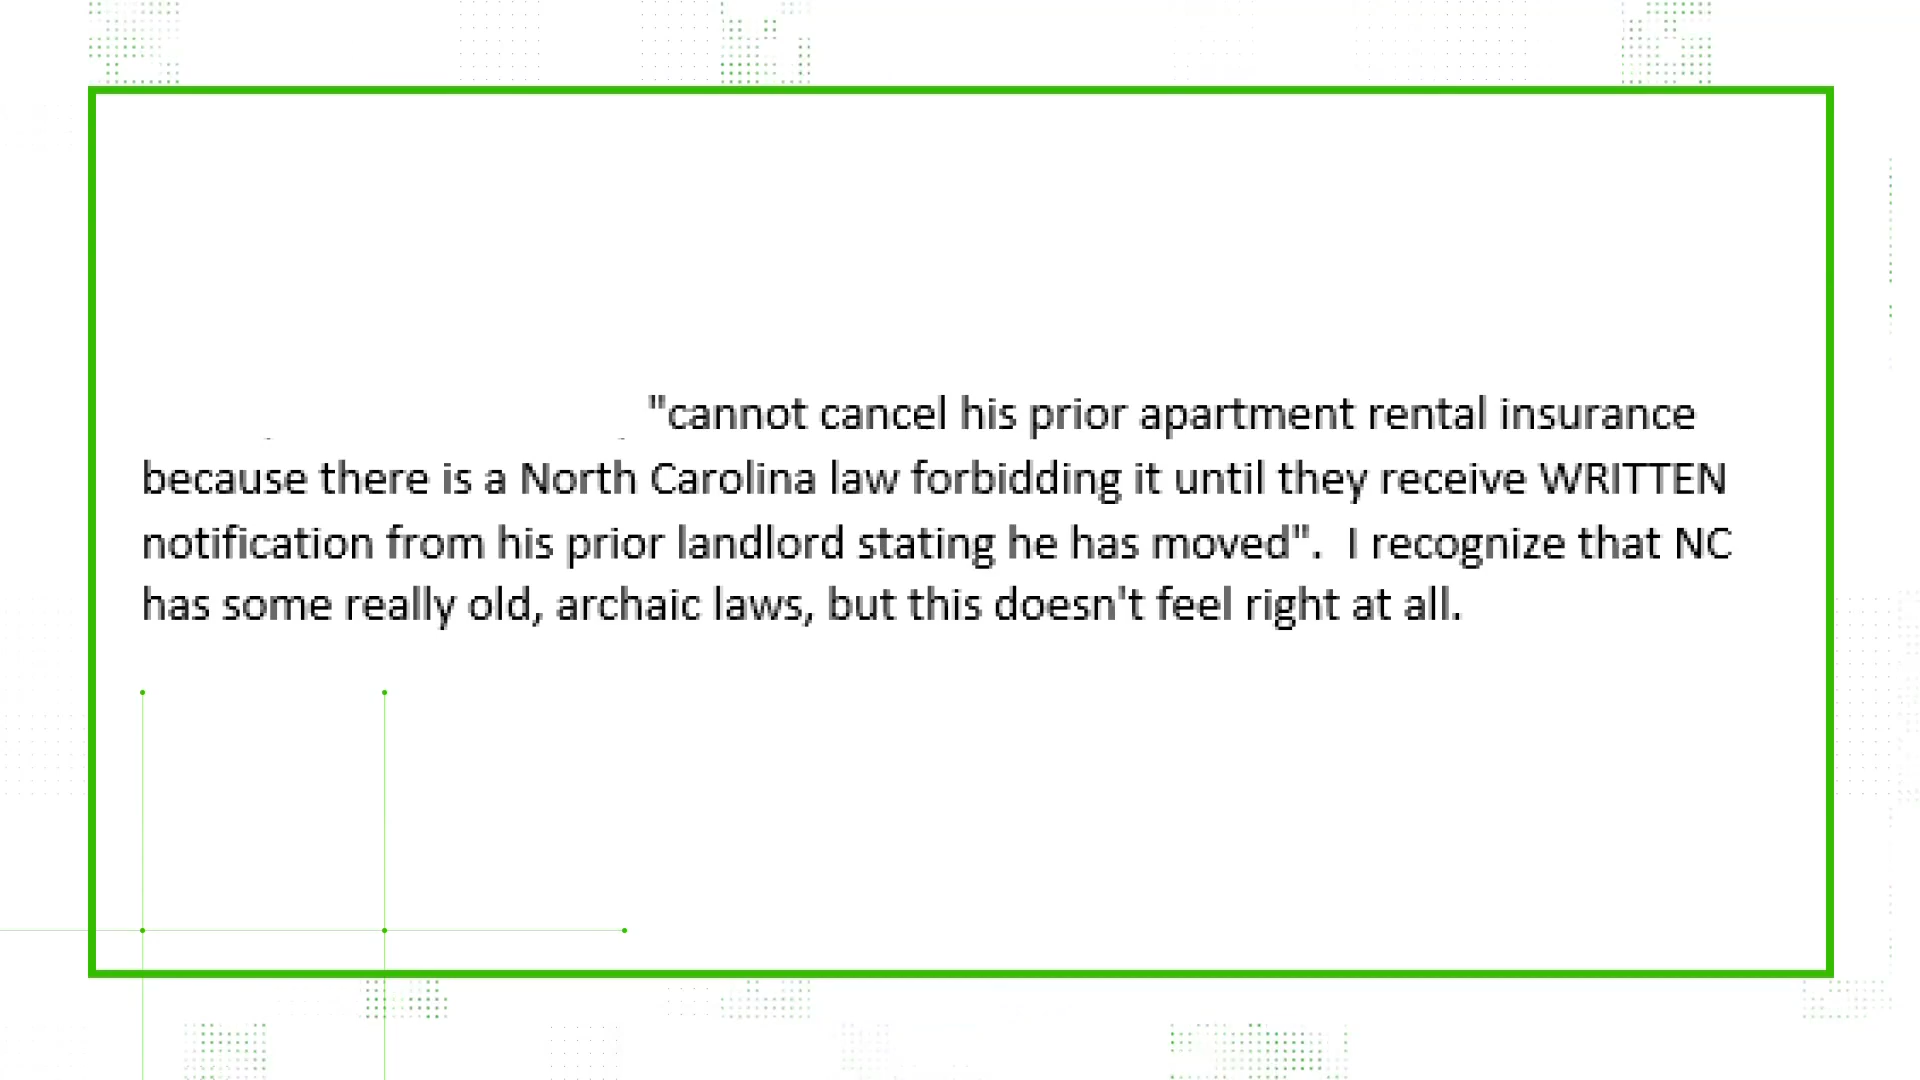 "cannot cancel his prior apartment rental insurance
because there is a North Carolina law forbidding it until they receive WRITTEN
notification from his prior landlord stating he has moved".  I recognize that NC
has some really old, archaic laws, but this doesn't feel right at all.